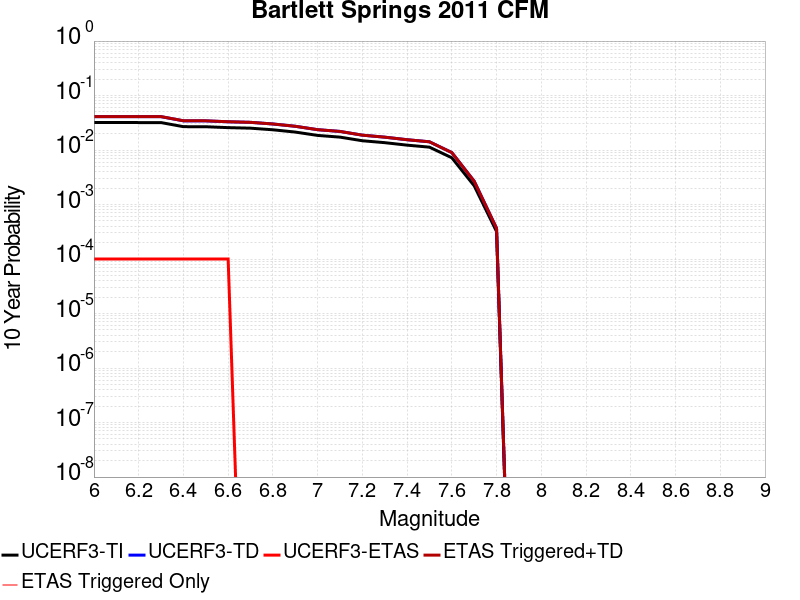 Bartlett Springs 2011 CFM
10^0
10^-1
10^-2
10^-3
10^-4
10^-5
10^-6
10^-7
10^-8
10 Year Probability
6 6.2 6.4 6.6 6.8 7 7.2 7.4 7.6 7.8 8 8.2 8.4 8.6 8.8 9
Magnitude
UCERF3-TI UCERF3-TD UCERF3-ETAS ETAS Triggered+TD
ETAS Triggered Only